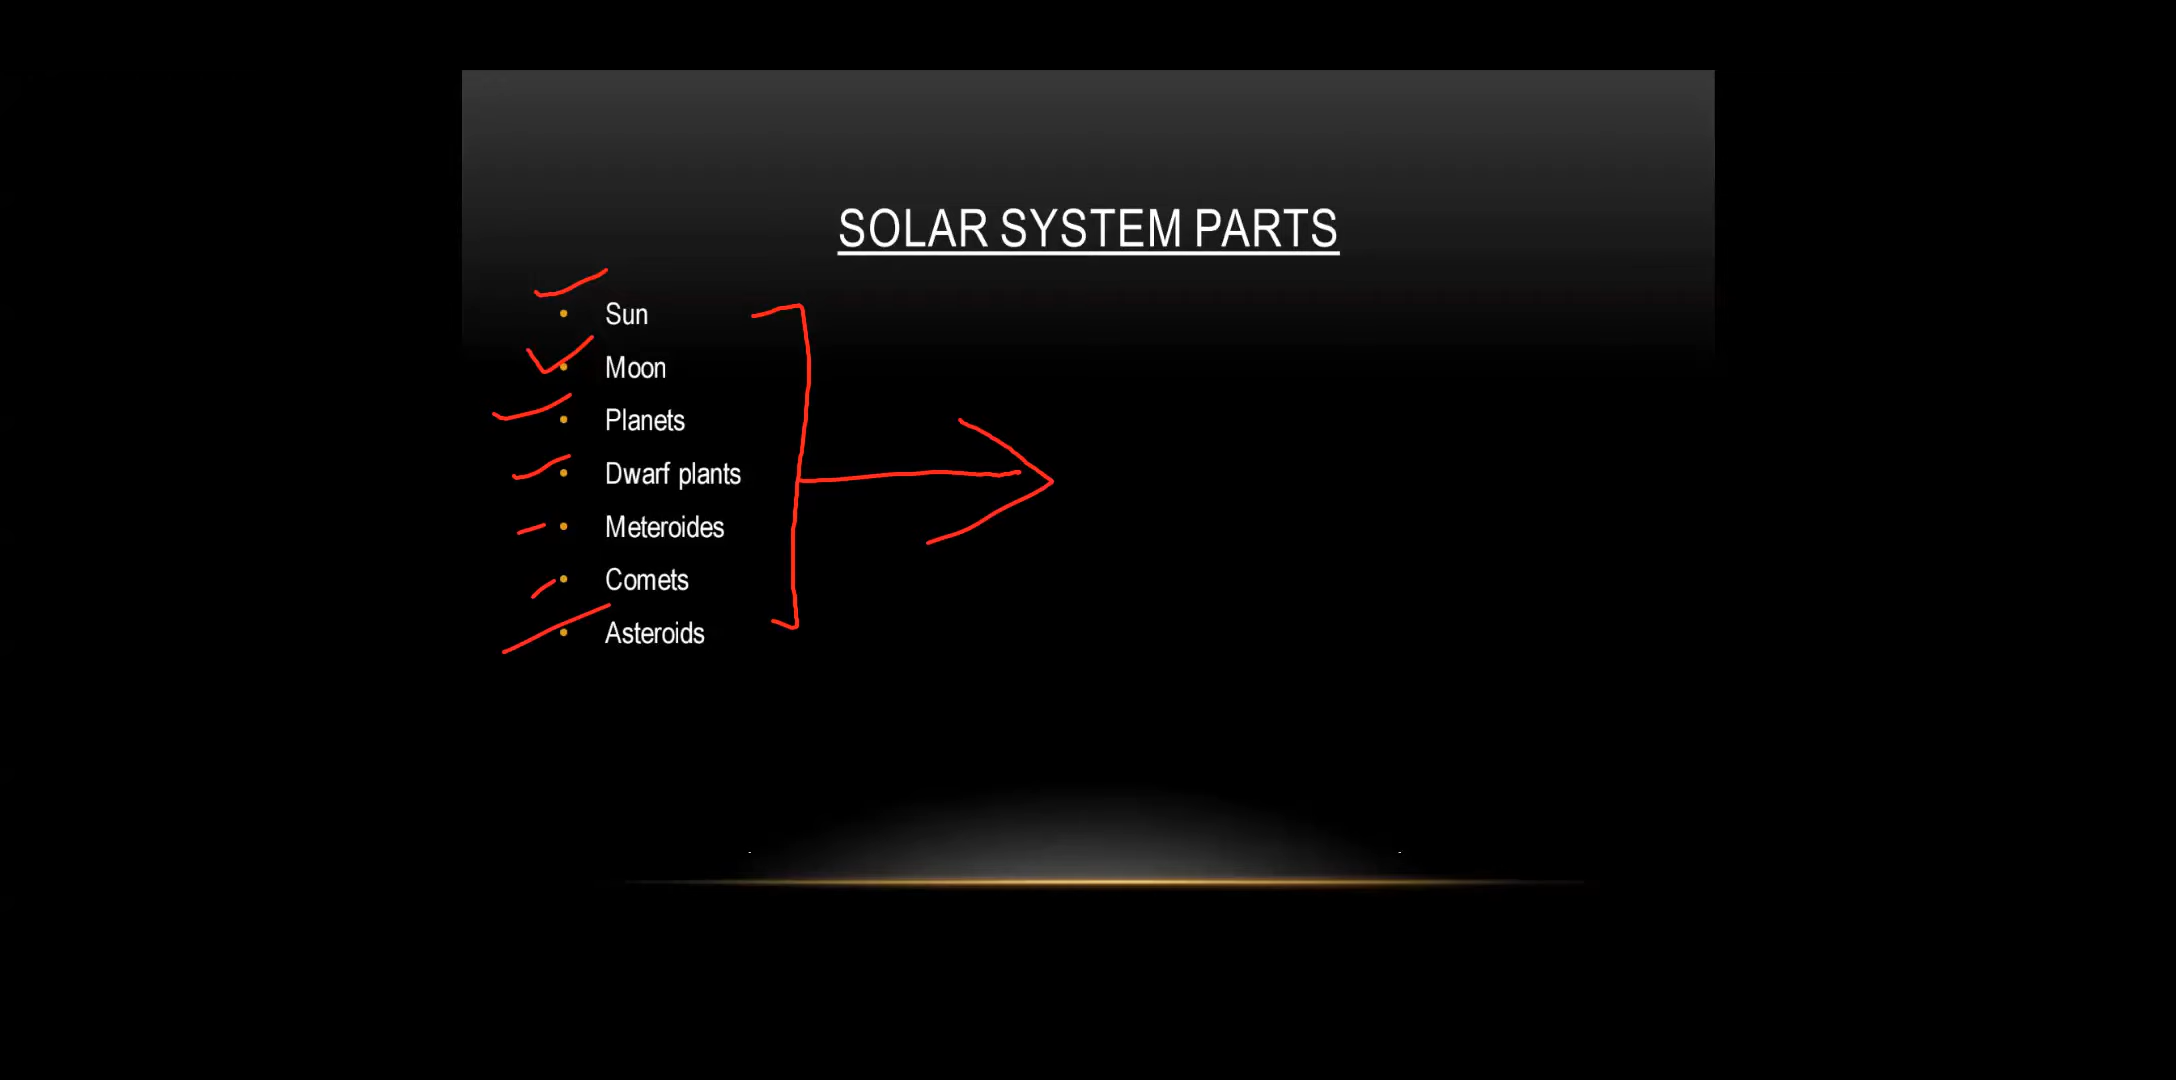 SOLAR SYSTEM PARTS
• Sun
• Moon
• Planets
• Dwarf plants
• Meteroides
• Comets
• Asteroids